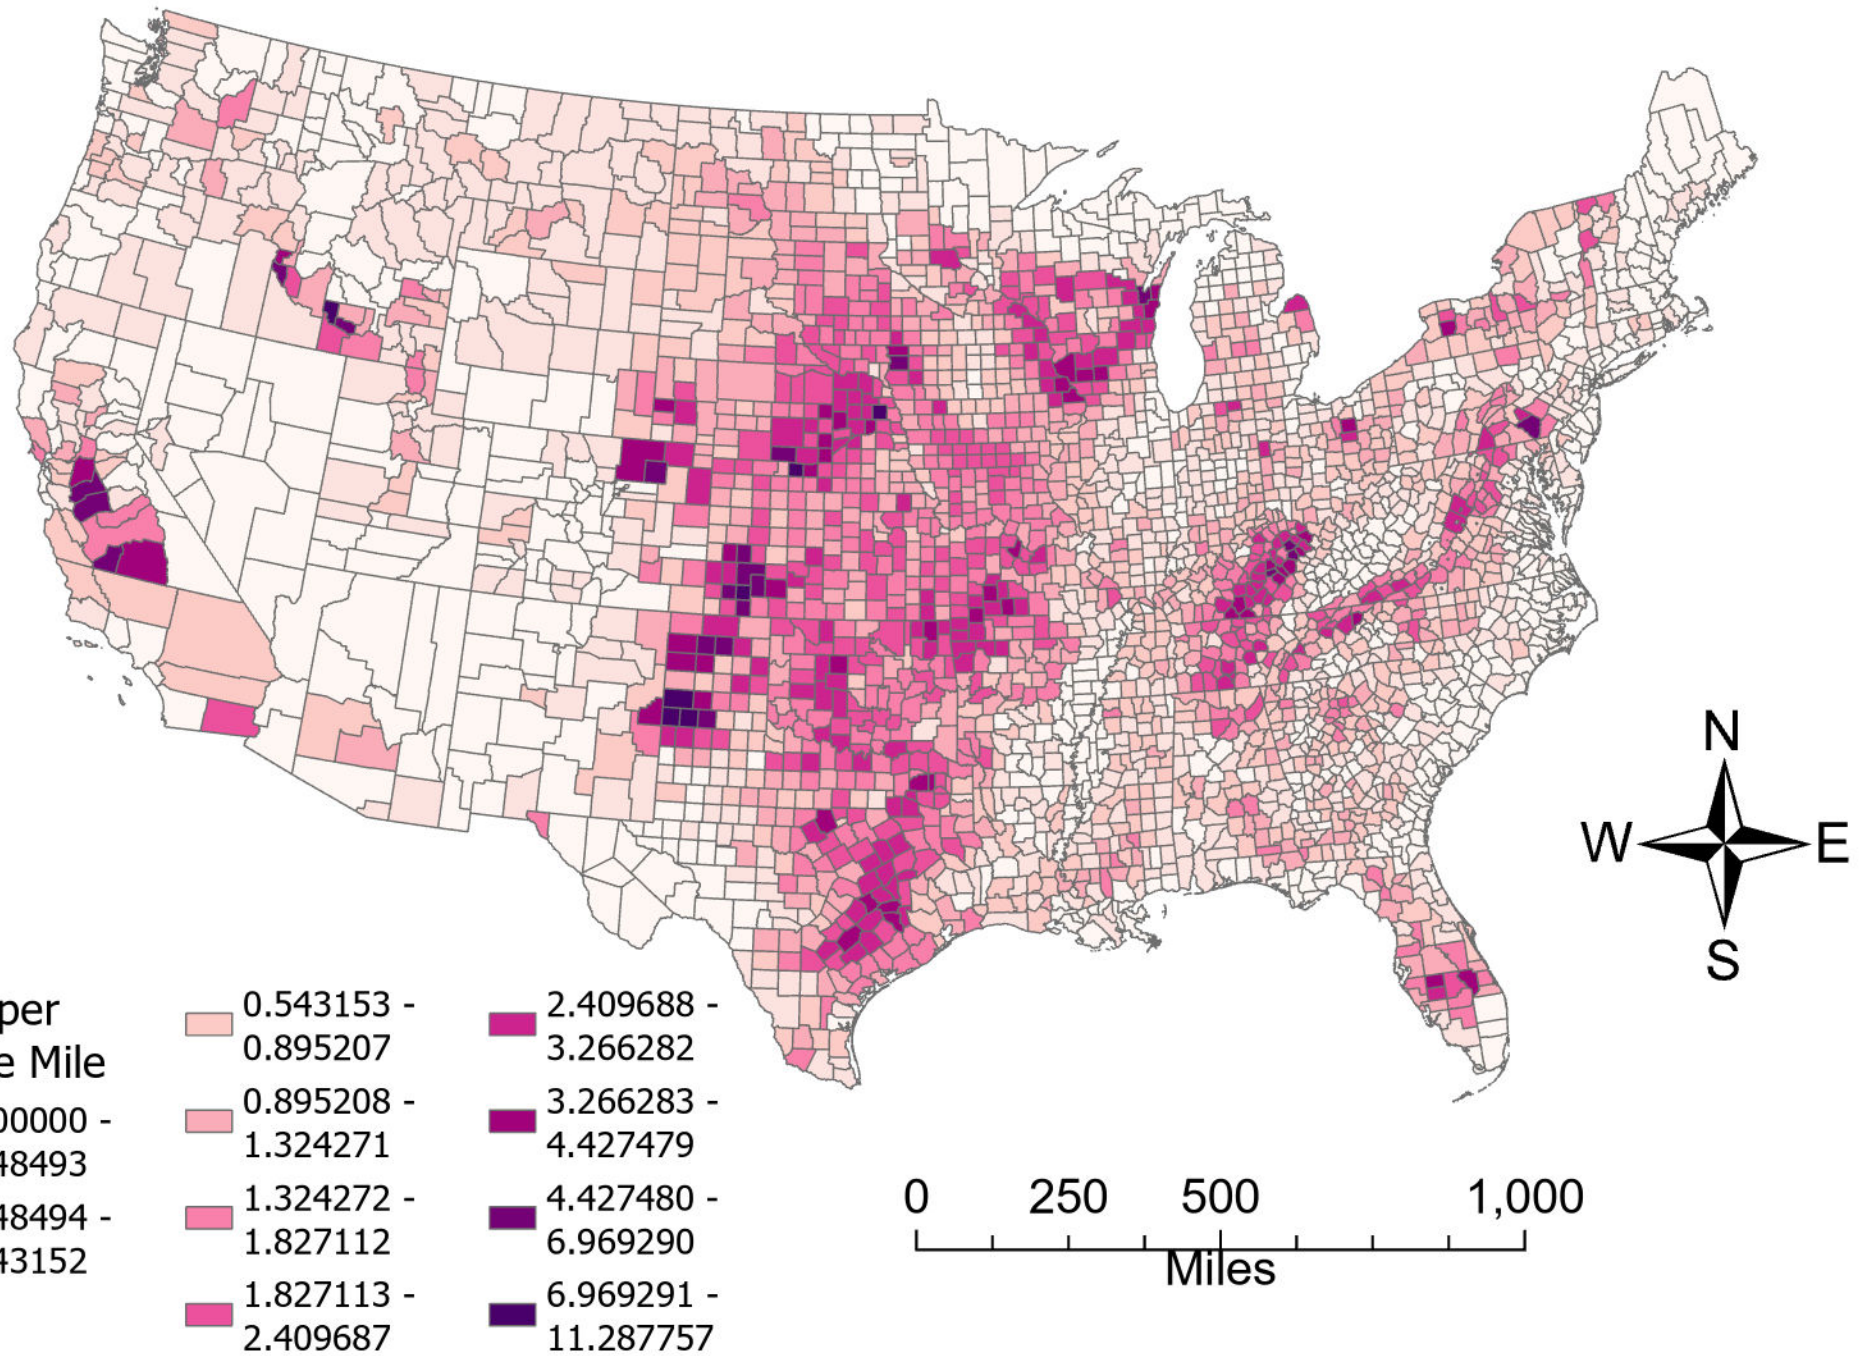 N
W
E
S
per
e Mile
00000 -
48493
48494 -
43152
0.543153 -
0.895207
0.895208 -
1.324271
1.324272 -
1.827112
1.827113 -
2.409687
2.409688 -
3.266282
3.266283 -
4.427479
4.427480 -
6.969290
6.969291 -
11.287757
0 250 500 1,000
Miles